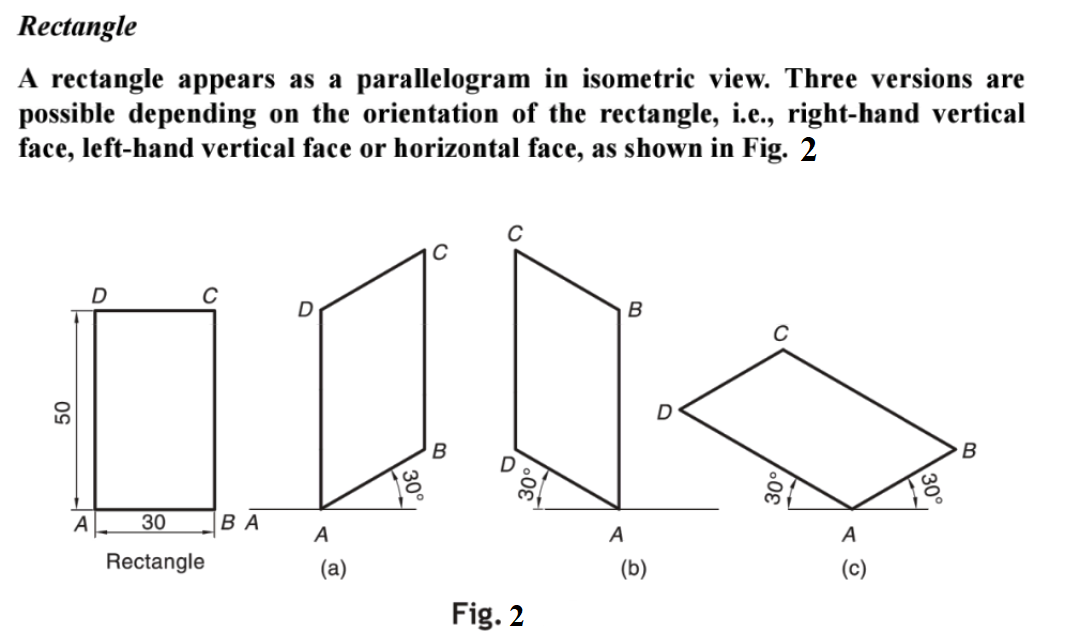 Rectangle
A rectangle appears as a parallelogram in isometric view. Three versions are
possible depending on the orientation of the rectangle, i.e., right-hand vertical
face, left-hand vertical face or horizontal face, as shown in Fig. 2
D
C
50
A
30
B
A
Rectangle
D
C
B
30°
A
(a)
C
B
D
30°
A
(b)
C
D
B
30°
30°
A
(c)
Fig. 2